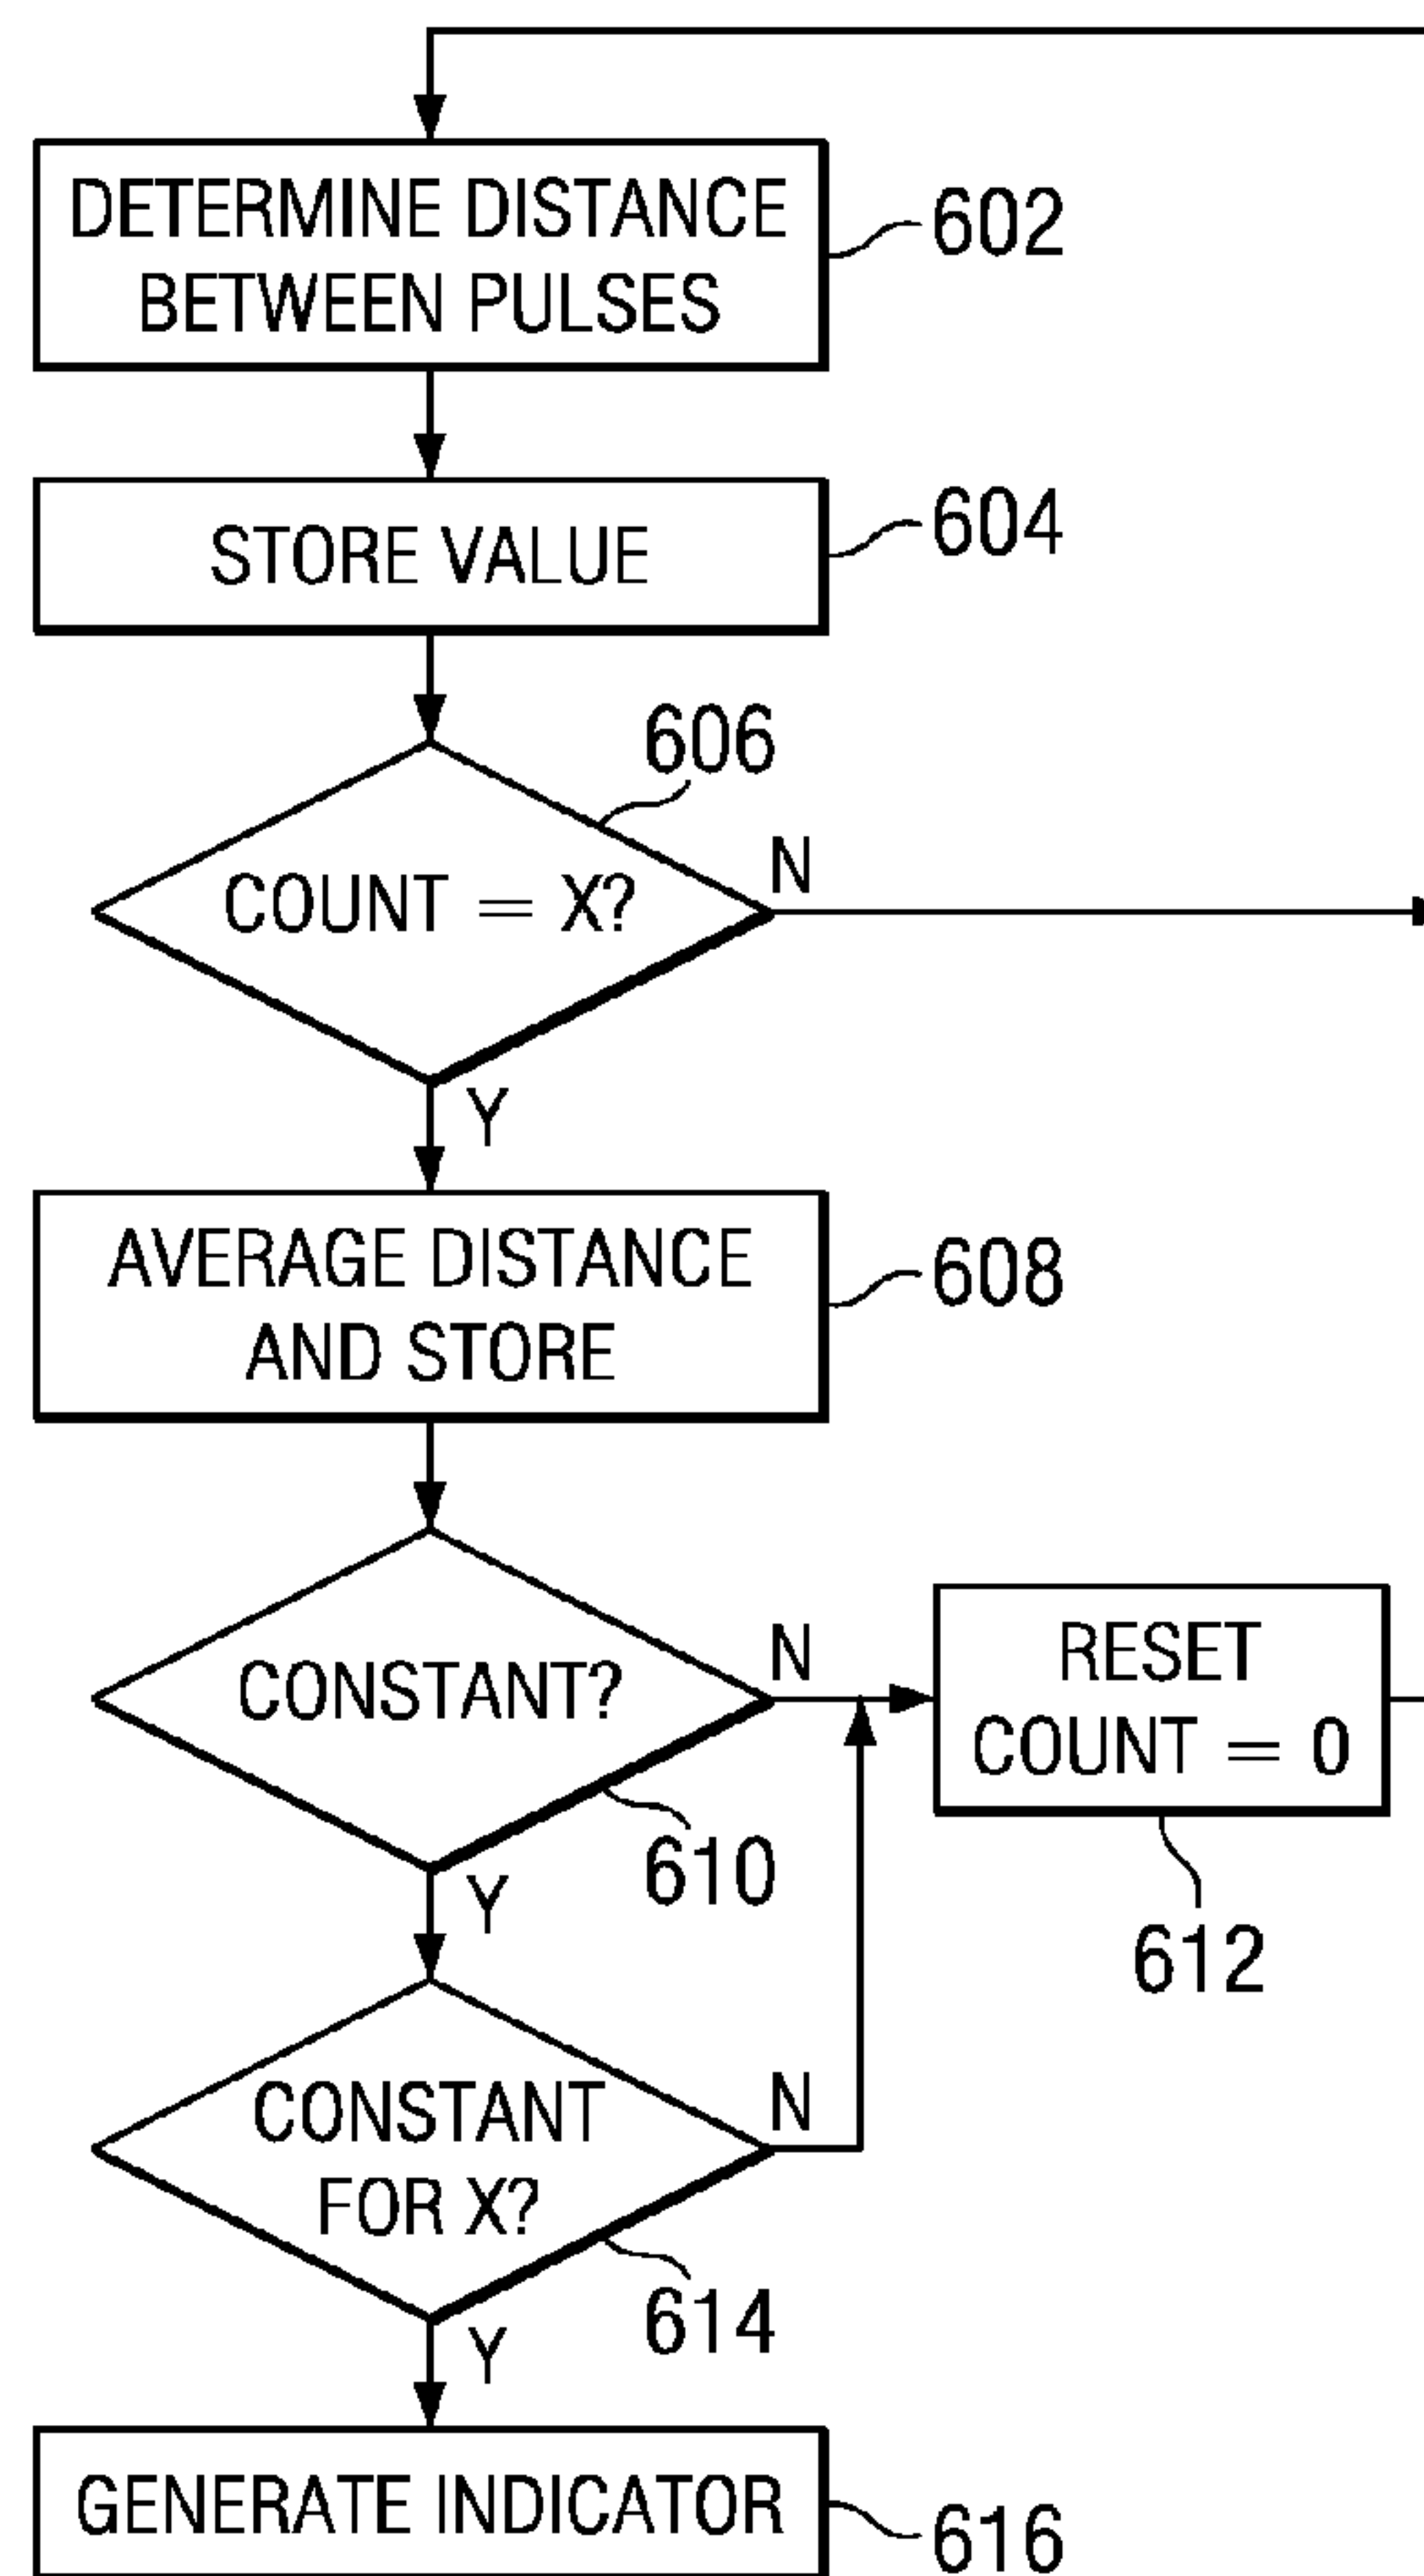 DETERMINE DISTANCE
BETWEEN PULSES
602
STORE VALUE
604
606
COUNT = X?
N
Y
AVERAGE DISTANCE
AND STORE
608
CONSTANT?
N
RESET
COUNT = 0
610
Y
612
CONSTANT
FOR X?
N
614
Y
GENERATE INDICATOR
616